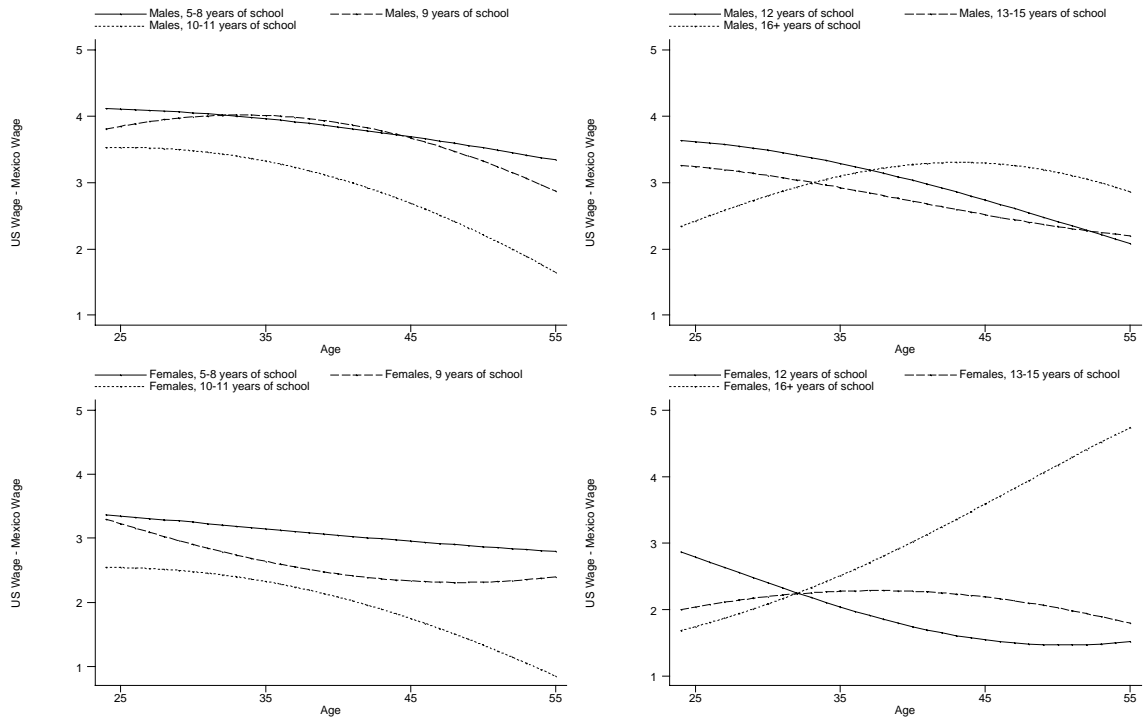 Males, 5-8 years of school Males, 9 years of school
Males, 10-11 years of school
US Wage - Mexico Wage
5
4
3
2
1
25 35 45 55
Age
Males, 12 years of school Males, 13-15 years of school
Males, 16+ years of school
US Wage - Mexico Wage
5
4
3
2
1
25 35 45 55
Age
Females, 5-8 years of school Females, 9 years of school
Females, 10-11 years of school
US Wage - Mexico Wage
5
4
3
2
1
25 35 45 55
Age
Females, 12 years of school Females, 13-15 years of school
Females, 16+ years of school
US Wage - Mexico Wage
5
4
3
2
1
25 35 45 55
Age